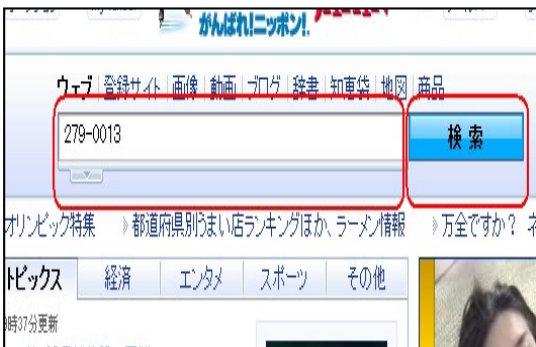 がんばれ!ニッポン!
ウェブ 登録サイト 画像 動画 ブログ 辞書 知恵袋 地図 商品
279-0013
検索
オリンピック特集 都道府県別うまい店ランキングほか、ラーメン情報 万全ですか?
トピックス 経済 エンタメ スポーツ その他
時37分更新